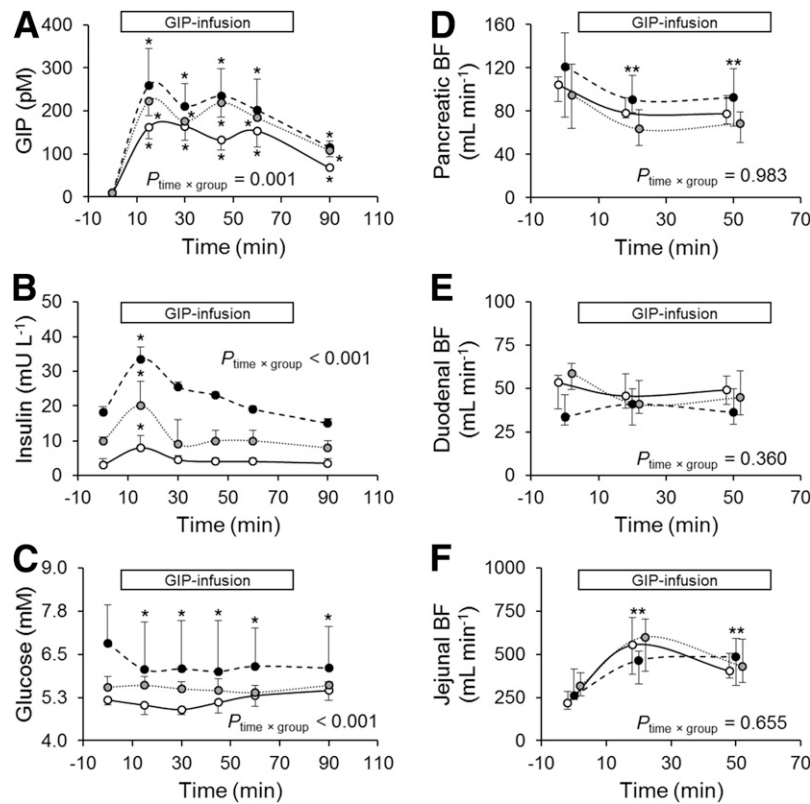 A
GIP-infusion
GIP (pM)
400
300
200
100
0
* * * *
* * * *
* * * *
* * *
P time × group = 0.001
-10 10 30 50 70 90 110
Time (min)
B
GIP-infusion
Insulin (mU L-1)
50
40
30
20
10
0
*
*
*
P time × group < 0.001
-10 10 30 50 70 90 110
Time (min)
C
GIP-infusion
Glucose (mM)
9.0
7.8
6.5
5.3
4.0
* * * * *
P time × group < 0.001
-10 10 30 50 70 90 110
Time (min)
D
GIP-infusion
Pancreatic BF
(mL min-1)
160
120
80
40
0
** **
P time × group = 0.983
-10 10 30 50 70
Time (min)
E
GIP-infusion
Duodenal BF
(mL min-1)
100
75
50
25
0
P time × group = 0.360
-10 10 30 50 70
Time (min)
F
GIP-infusion
Jejunal BF
(mL min-1)
1000
750
500
250
0
** **
P time × group = 0.655
-10 10 30 50 70
Time (min)